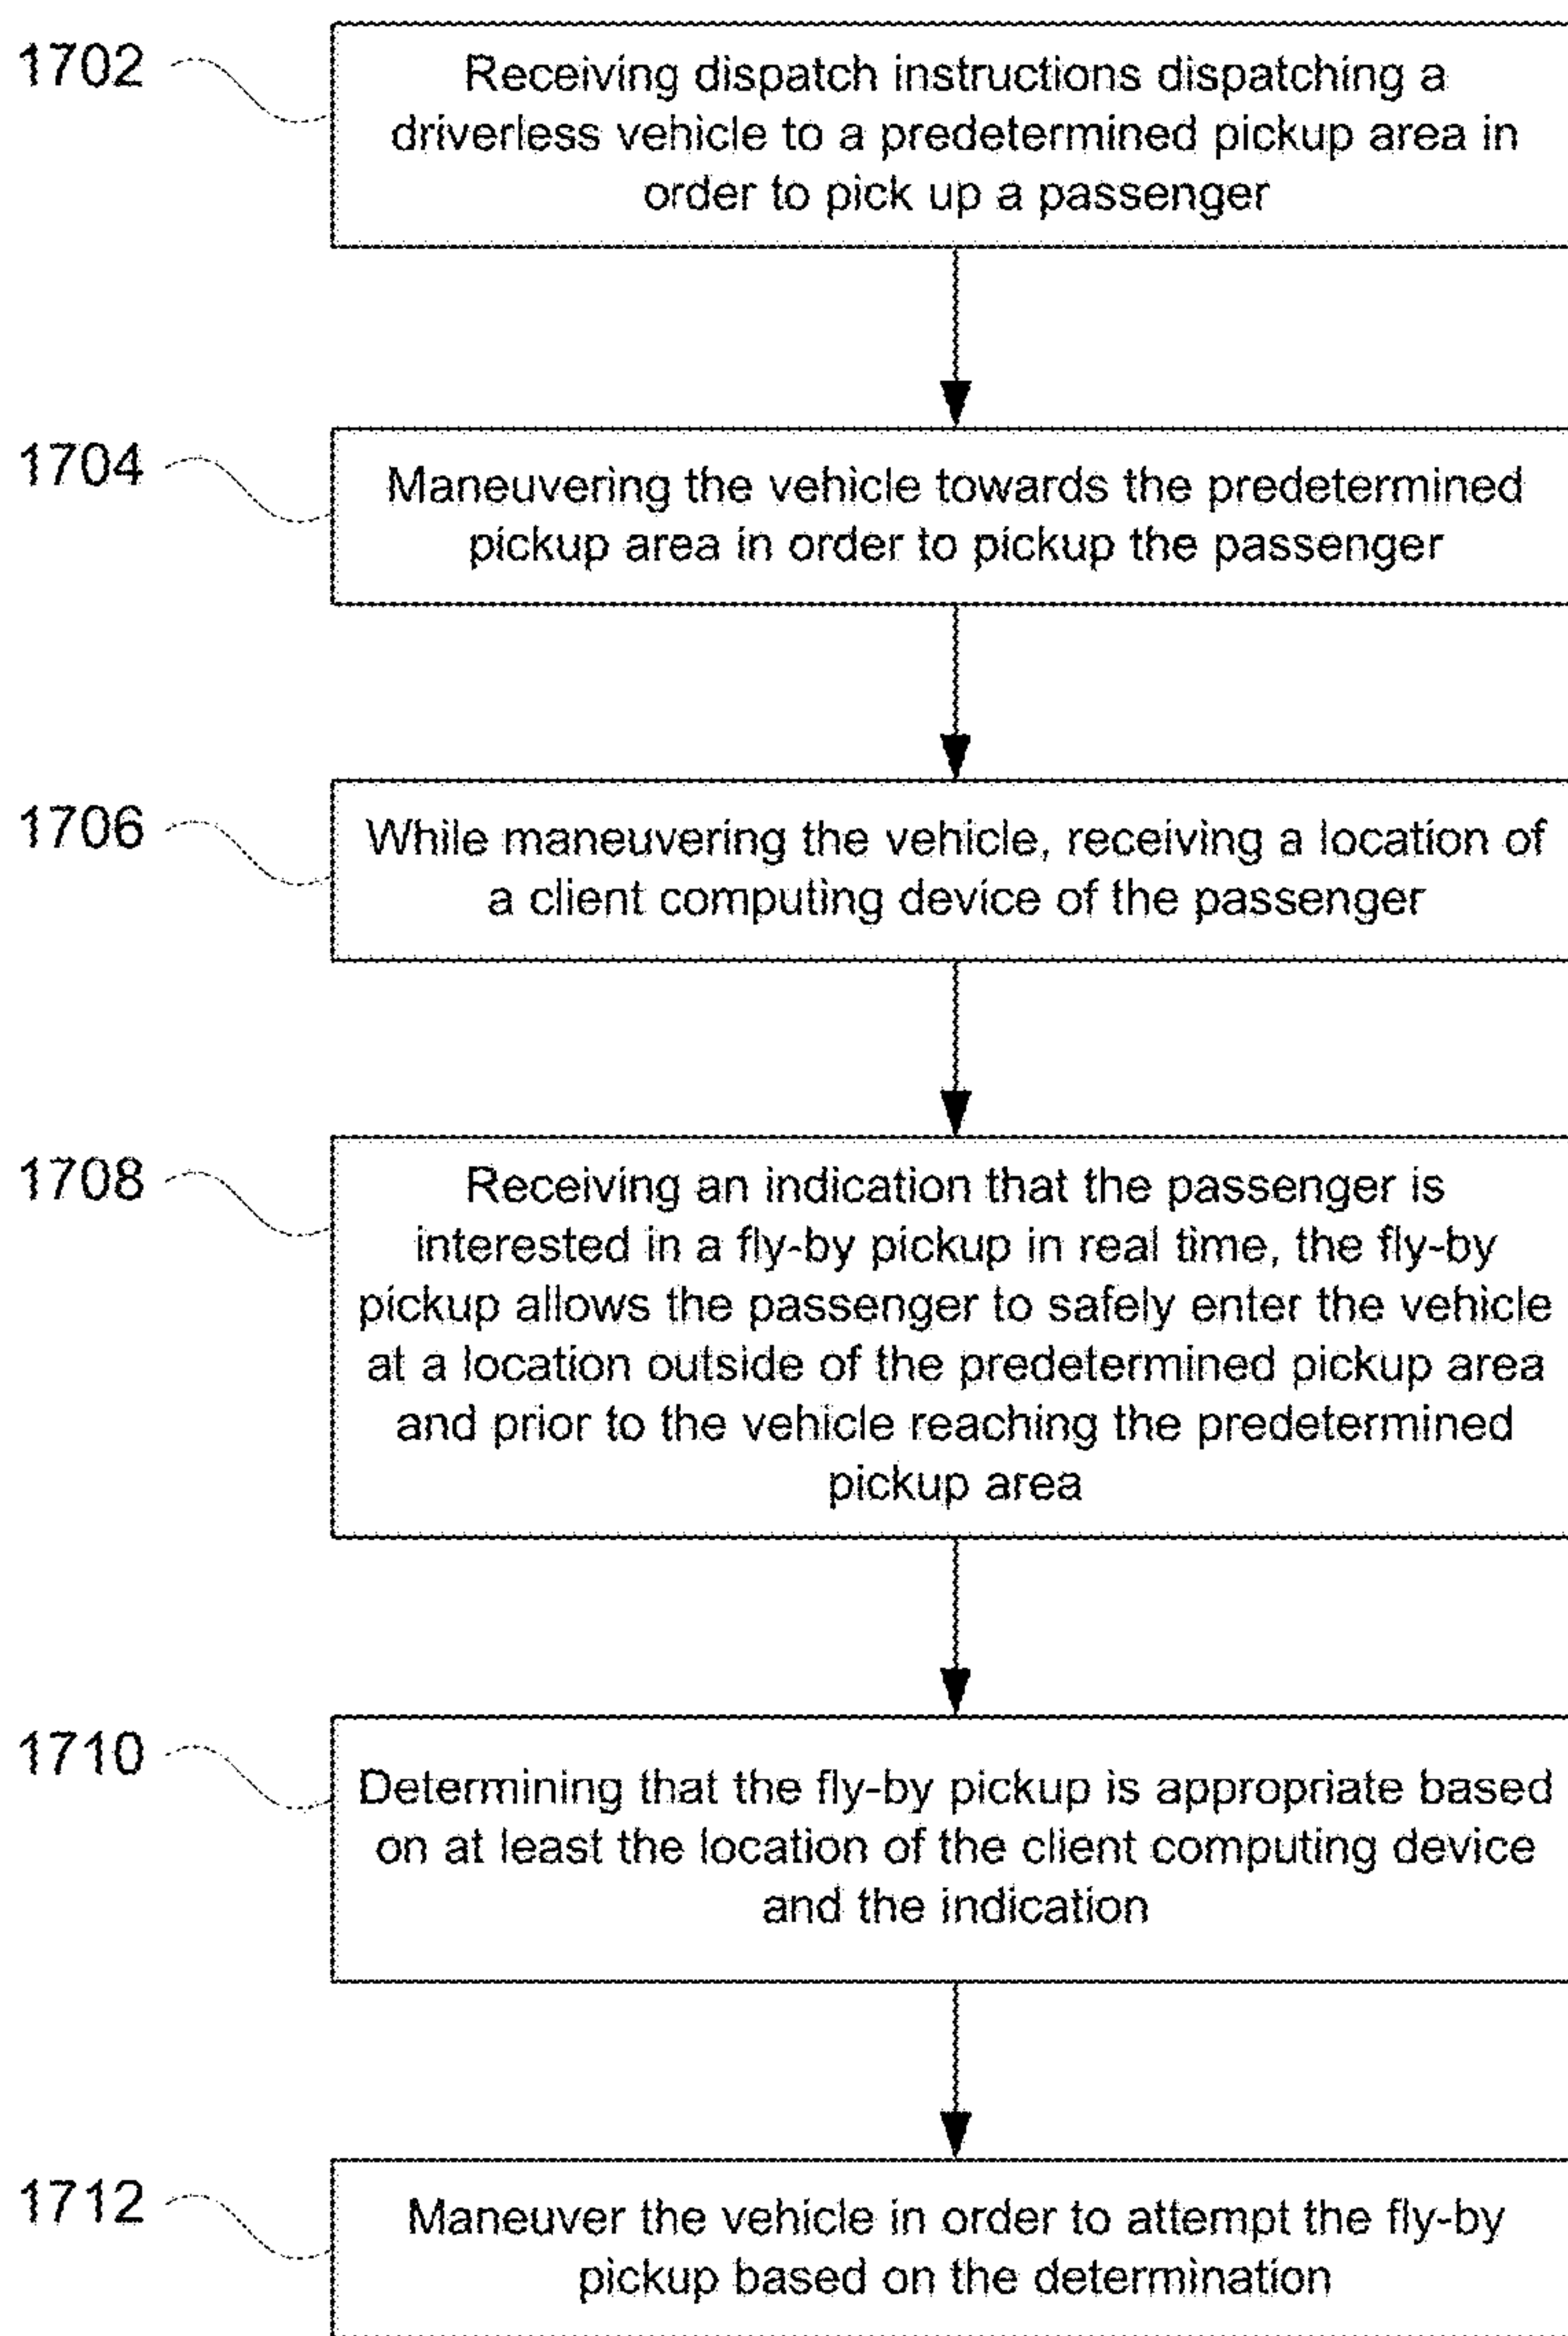 1702
Receiving dispatch instructions dispatching a
driverless vehicle to a predetermined pickup area in
order to pick up a passenger
1704
Maneuvering the vehicle towards the predetermined
pickup area in order to pickup the passenger
1706
While maneuvering the vehicle, receiving a location of
a client computing device of the passenger
1708
Receiving an indication that the passenger is
interested in a fly-by pickup in real time, the fly-by
pickup allows the passenger to safely enter the vehicle
at a location outside of the predetermined pickup area
and prior to the vehicle reaching the predetermined
pickup area
1710
Determining that the fly-by pickup is appropriate based
on at least the location of the client computing device
and the indication
1712
Maneuver the vehicle in order to attempt the fly-by
pickup based on the determination